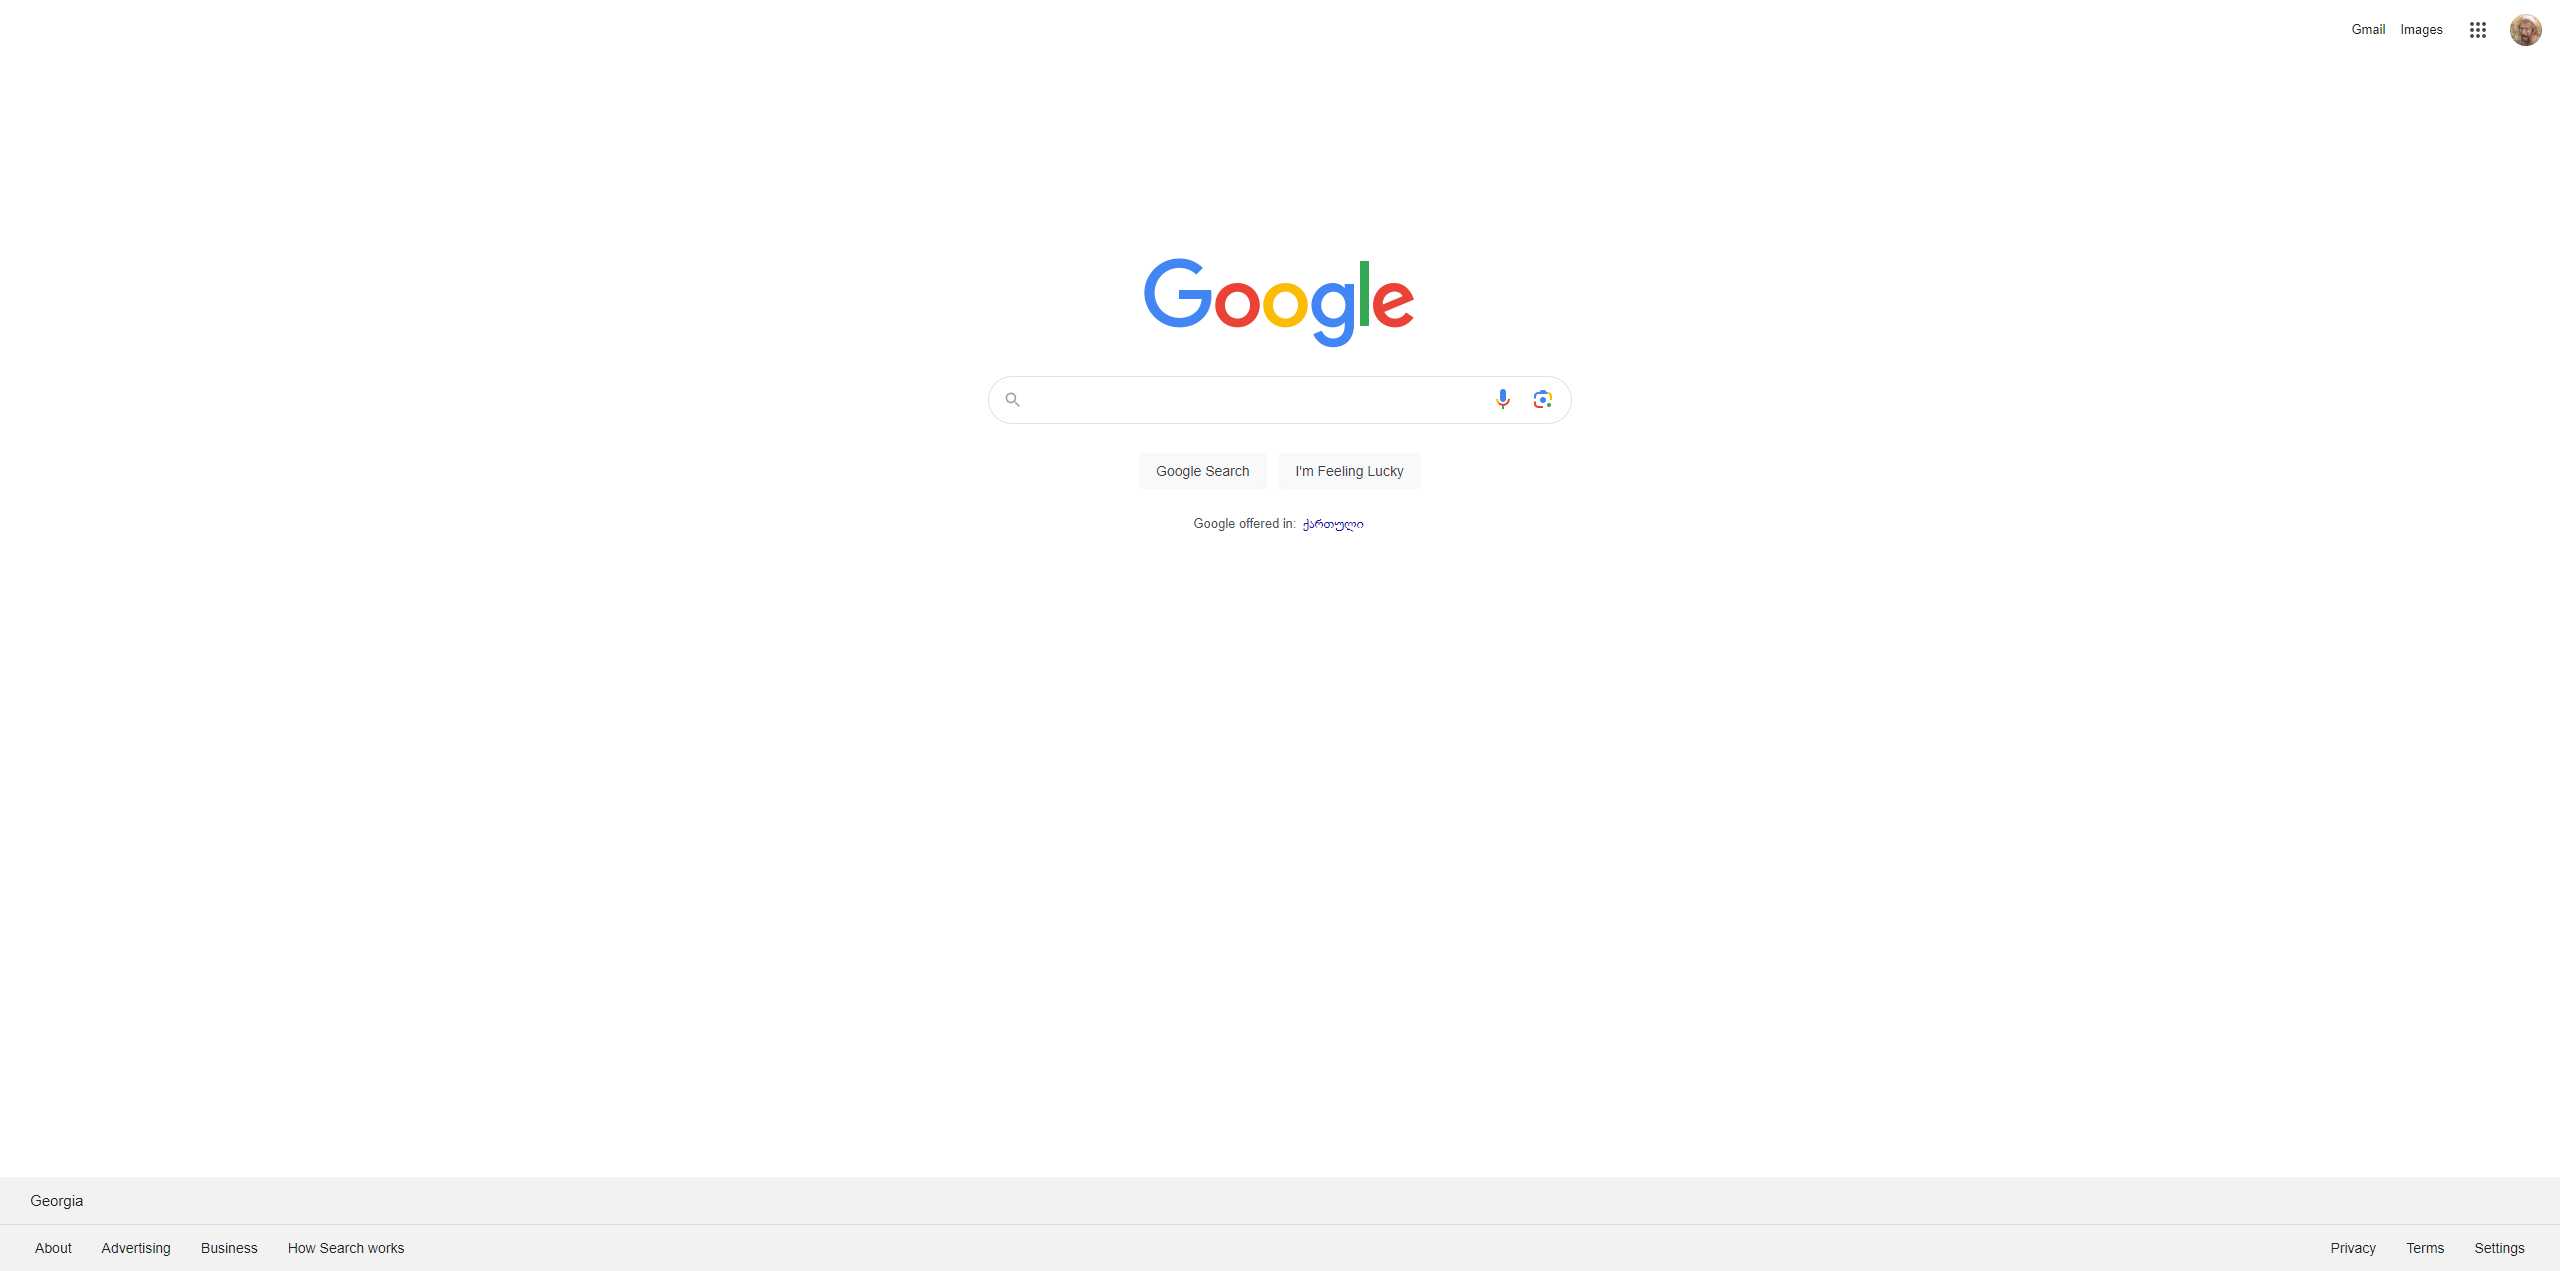 Gmail Images
Google
Google Search I'm Feeling Lucky
Google offered in: ქართული
Georgia
About Advertising Business How Search works Privacy Terms Settings